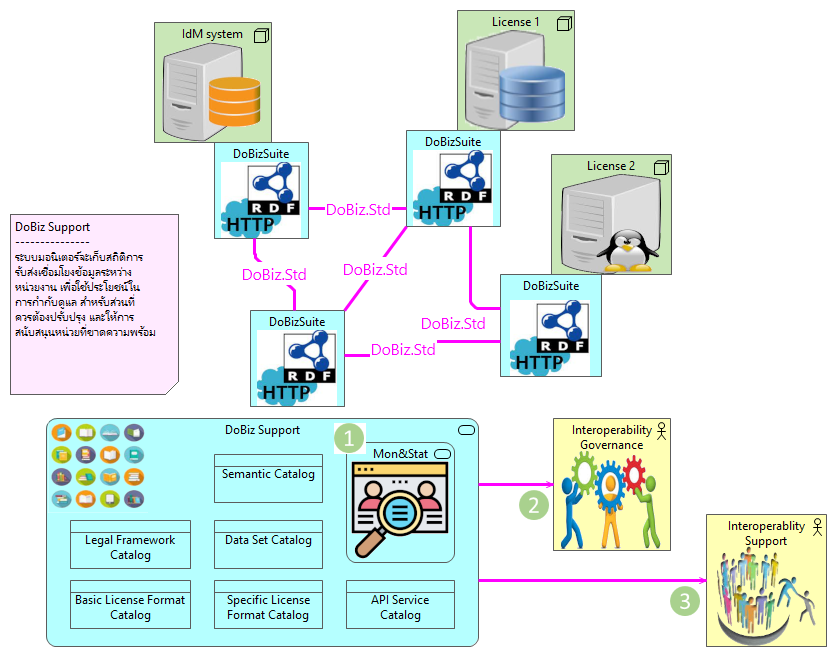 IdM system
License 1
DoBizSuite
RDF
HTTP
DoBizSuite
RDF
HTTP
License 2
DoBiz.Std
DoBiz Support
---------------
ระบบมอนิเตอร์จะเก็บสถิติการ
รับส่งเชื่อมโยงข้อมูลระหว่าง
หน่วยงาน เพื่อใช้ประโยชน์ใน
การกำกับดูแล สำหรับส่วนที่
ควรต้องปรับปรุง และให้การ
สนับสนุนหน่วยที่ขาดความพร้อม
DoBiz.Std
DoBiz.Std
DoBizSuite
RDF
HTTP
DoBizSuite
RDF
HTTP
DoBiz.Std
DoBiz.Std
DoBiz Support
1
Mon&Stat
Semantic Catalog
Legal Framework
Catalog
Data Set Catalog
Basic License Format
Catalog
Specific License
Format Catalog
API Service
Catalog
2
Interoperability
Governance
3
Interoperablity
Support